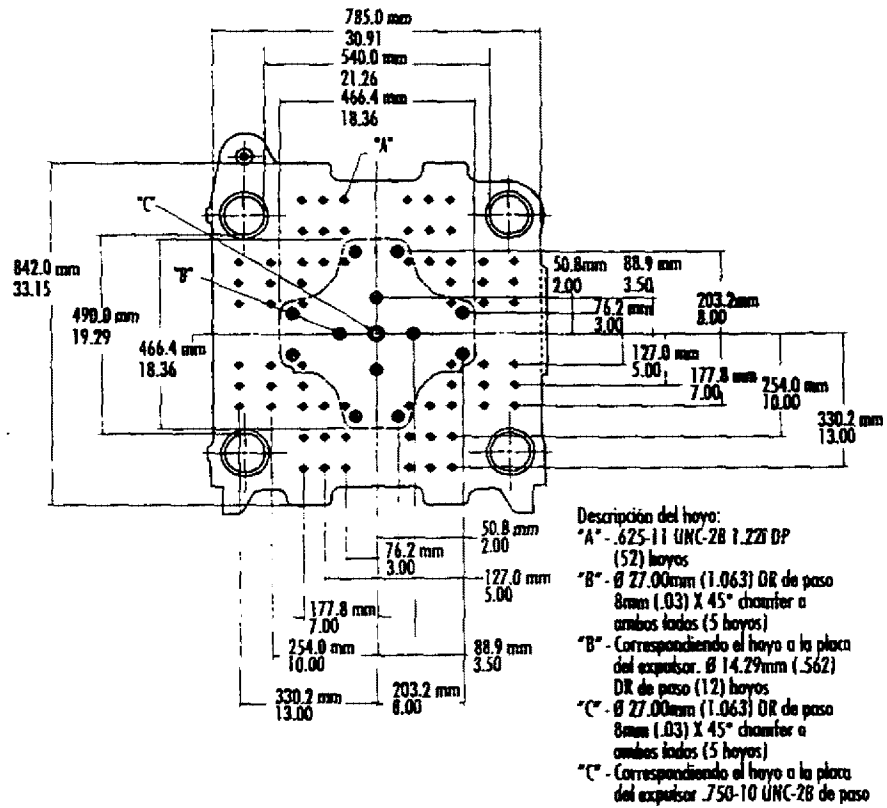 785.0 mm
30.91
540.0 mm
21.26
466.4 mm
18.36
"A"
"C"
"B"
842.0 mm
33.15
490.0 mm
19.29
466.4 mm
18.36
50.8mm
2.00
88.9 mm
3.50
76.2 mm
3.00
203.2 mm
8.00
127.0 mm
5.00
177.8 mm
7.00
254.0 mm
10.00
330.2 mm
13.00
50.8 mm
2.00
76.2 mm
3.00
127.0 mm
5.00
177.8 mm
7.00
254.0 mm
10.00
88.9 mm
3.50
330.2 mm
13.00
203.2 mm
8.00
Descripción del hoyo:
"A" - .625-11 UNC-2B 1.22 DP
(52) hoyos
"B" - Ø 27.00mm (1.063) DR de paso
8mm (.03) X 45° chamfer a
ambos lados (5 hoyos)
"B" - Correspondiendo el hoyo a la placa
del expulsor. Ø 14.29mm (.562)
DR de paso (12) hoyos
"C" - Ø 27.00mm (1.063) DR de paso
8mm (.03) X 45° chamfer a
ambos lados (5 hoyos)
"C" - Correspondiendo el hoyo a la placa
del expulsor .750-10 UNC-2B de paso